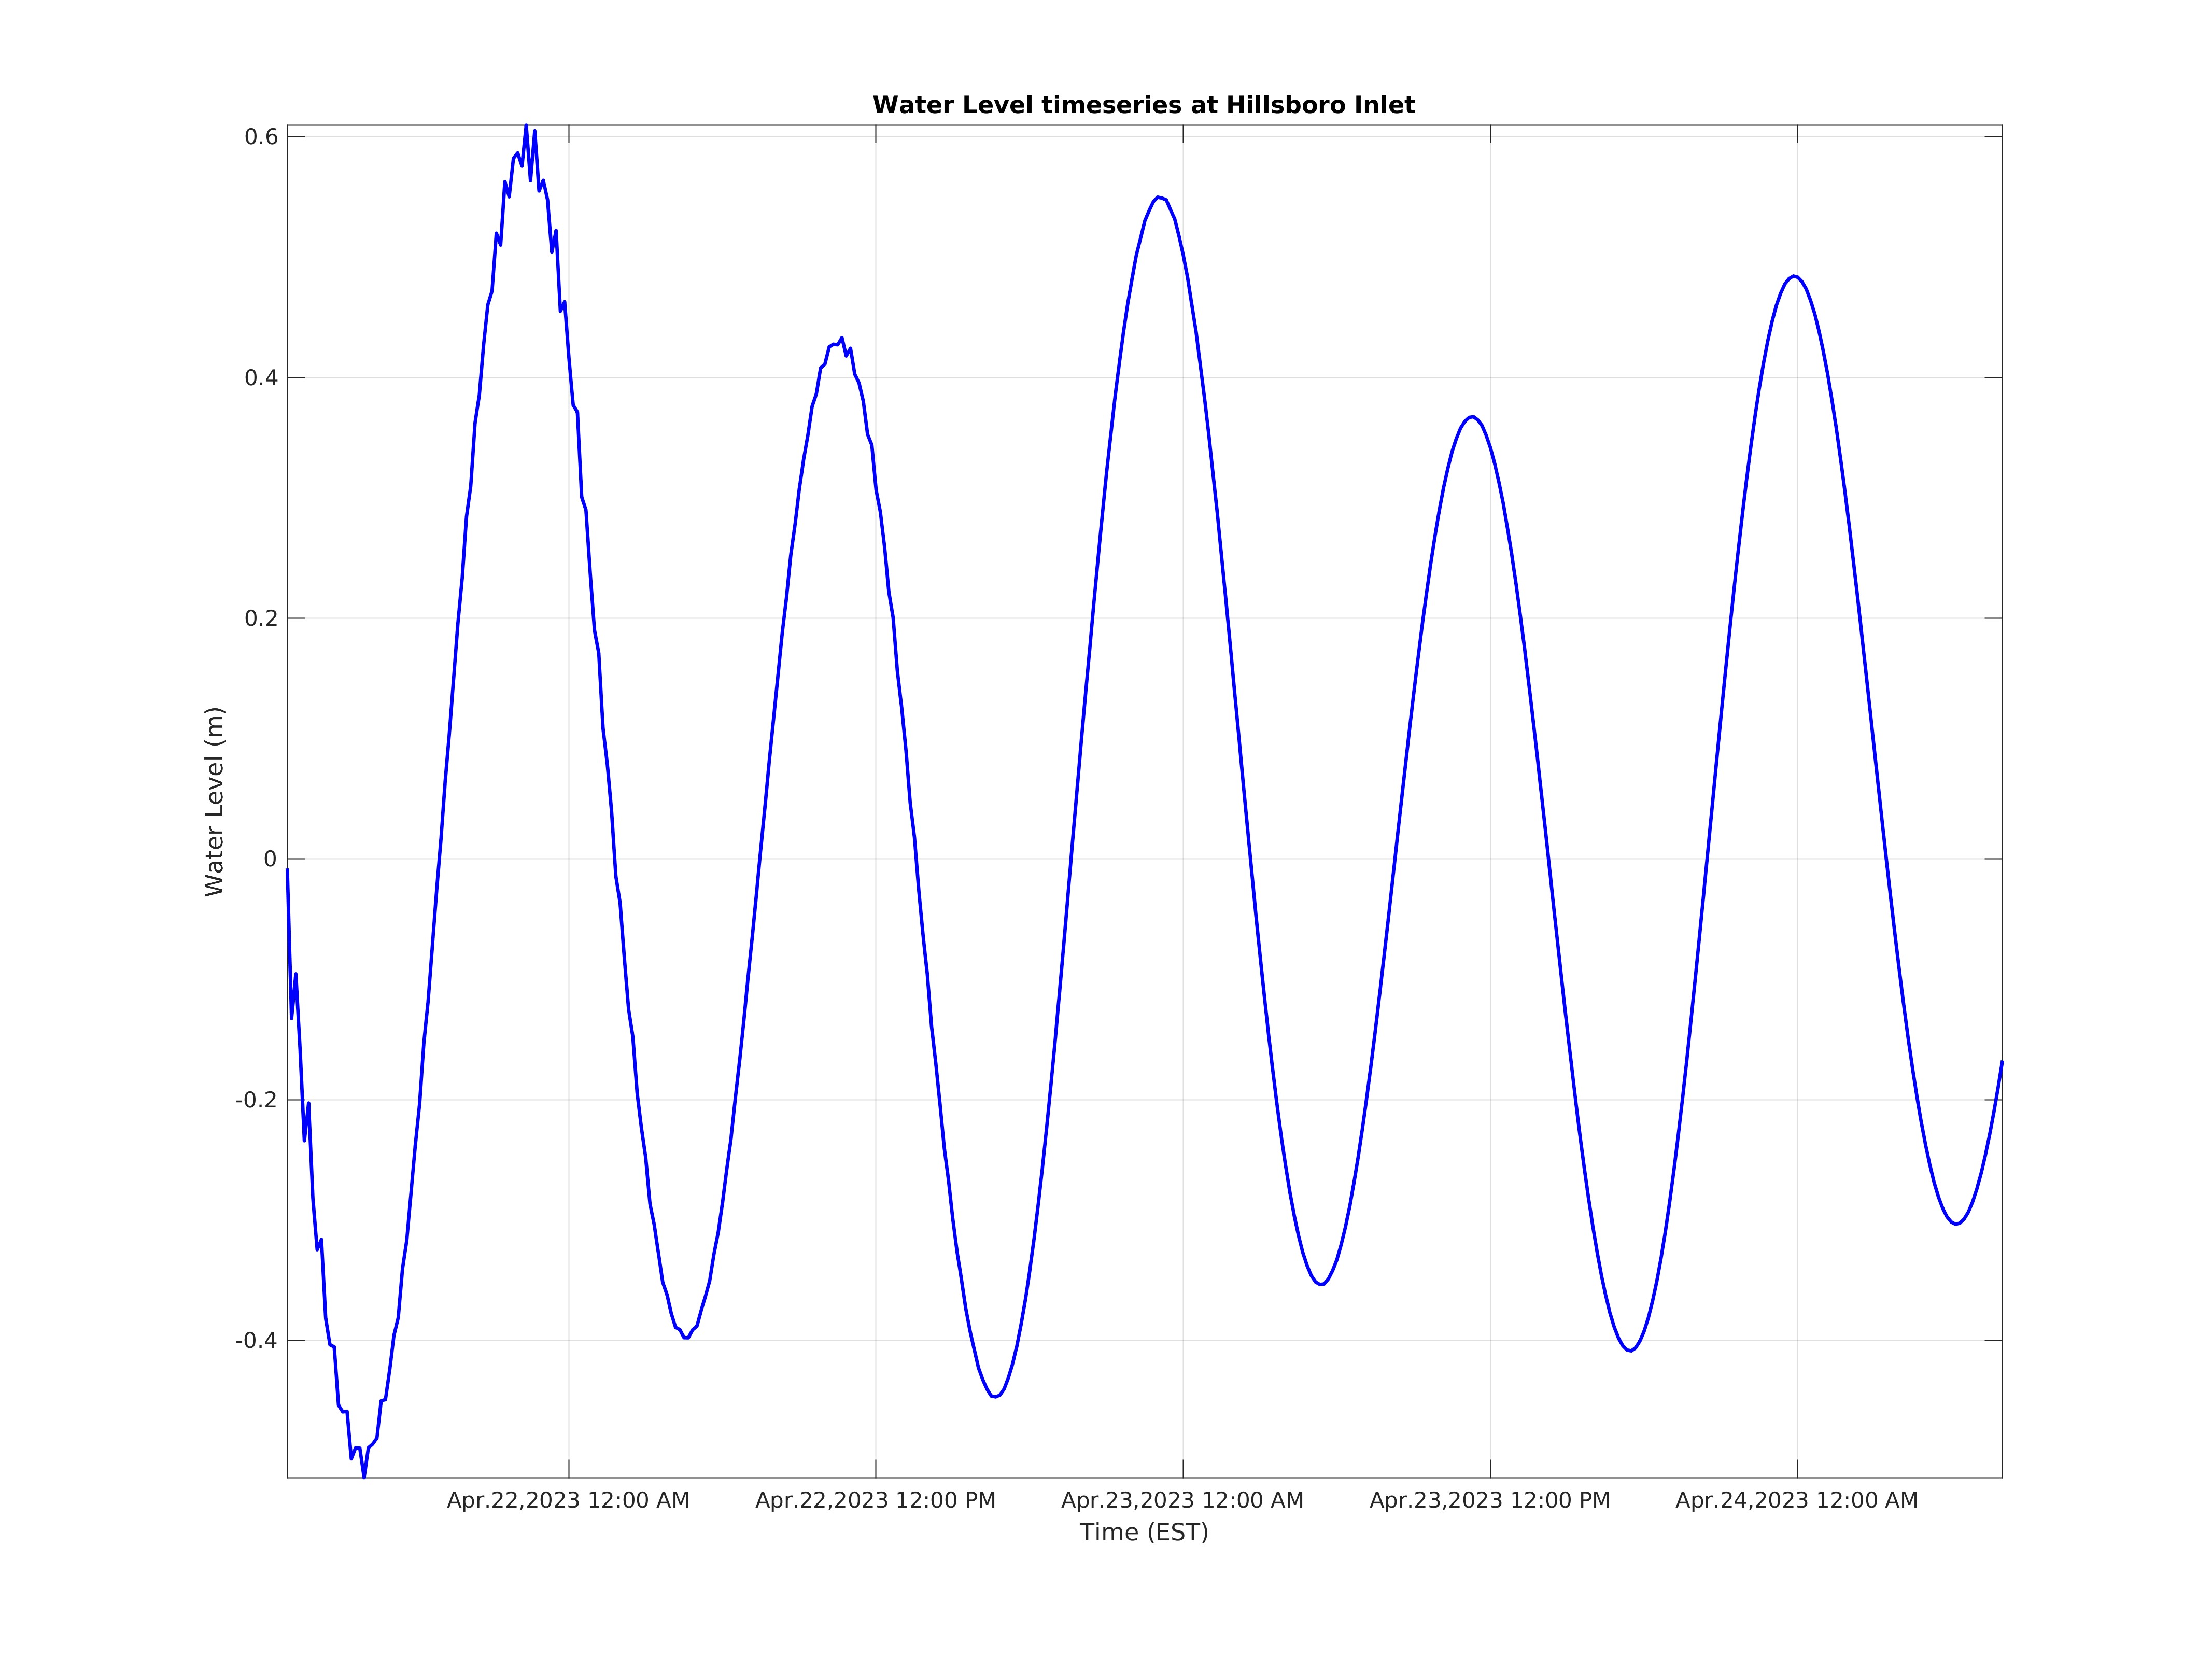 Water Level timeseries at Hillsboro Inlet
0.6
0.4
0.2
0
-0.2
-0.4
Water Level (m)
Apr.22,2023 12:00 AM
Apr.22,2023 12:00 PM
Apr.23,2023 12:00 AM
Apr.23,2023 12:00 PM
Apr.24,2023 12:00 AM
Time (EST)